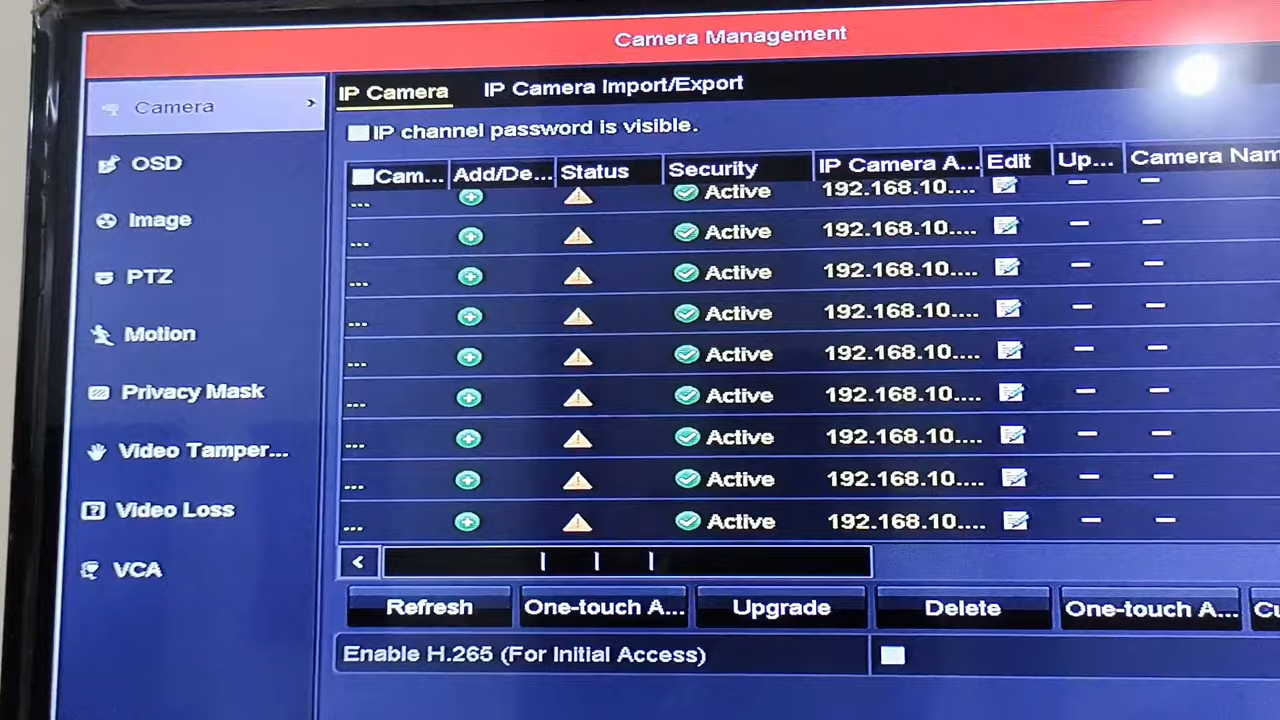 Camera Management
Camera
OSD
Image
PTZ
Motion
Privacy Mask
Video Tamper...
Video Loss
VCA
IP Camera IP Camera Import/Export
IP channel password is visible.
Cam... Add/De... Status Security IP Camera A... Edit Up... Camera Nam
... Active 192.168.10.... – –
... Active 192.168.10.... – –
... Active 192.168.10.... – –
... Active 192.168.10.... – –
... Active 192.168.10.... – –
... Active 192.168.10.... – –
... Active 192.168.10.... – –
... Active 192.168.10.... – –
... Active 192.168.10.... – –
Refresh One-touch A... Upgrade Delete One-touch A... Cu
Enable H.265 (For Initial Access)